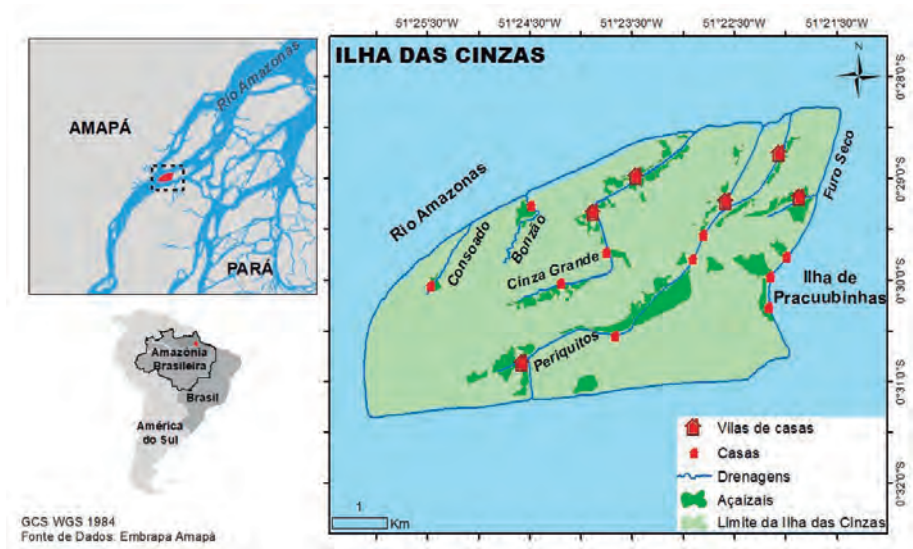 51°25'30"W 51°24'30"W 51°23'30"W 51°22'30"W 51°21'30"W
ILHA DAS CINZAS
N
0°28'0"S
0°29'0"S
0°30'0"S
0°31'0"S
0°32'0"S
Rio Amazonas
AMAPÁ
PARÁ
Rio Amazonas
Furo Seco
Consoado
Bonzão
Cinza Grande
Ilha de
Pracuubinhas
Periquitos
Amazônia
Brasileira
Brasil
América
do Sul
Vilas de casas
Casas
Drenagens
Açaizais
Limite da Ilha das Cinzas
1
Km
GCS WGS 1984
Fonte de Dados: Embrapa Amapá